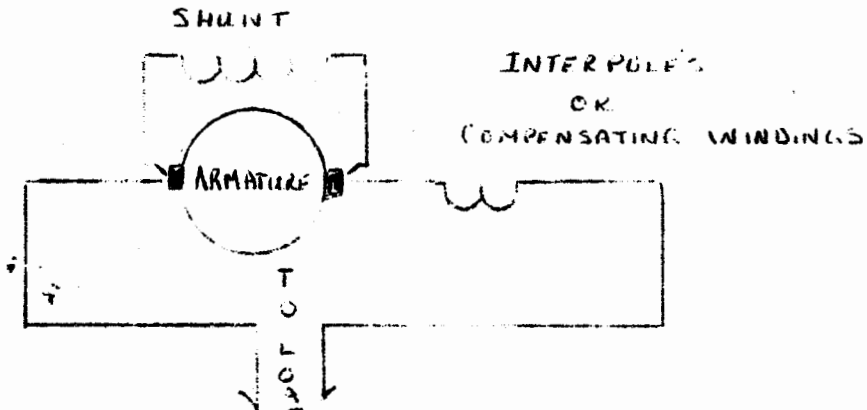 SHUNT
INTERPOLES
OR
COMPENSATING WINDINGS
ARMATURE
TO LOAD